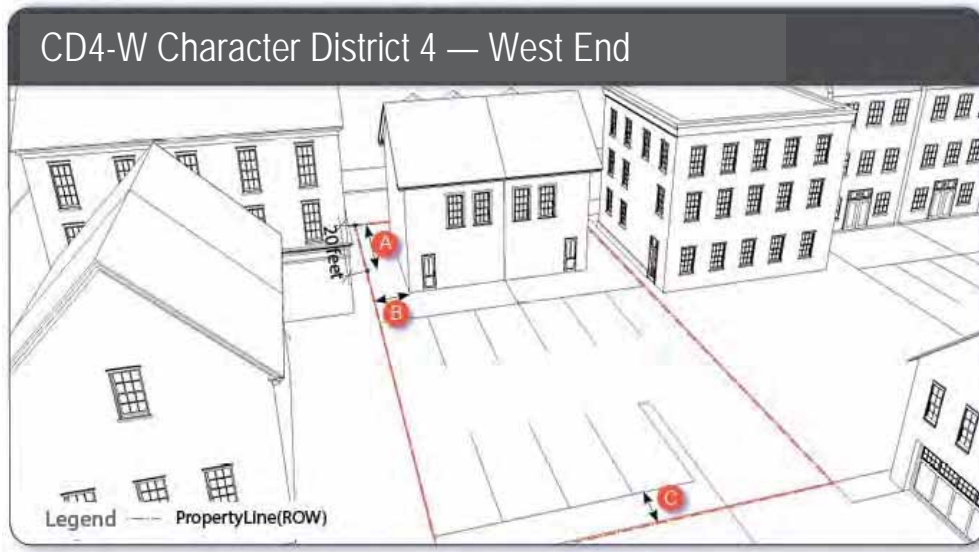 CD4-W Character District 4 — West End
20 feet
A
B
C
Legend PropertyLine(ROW)